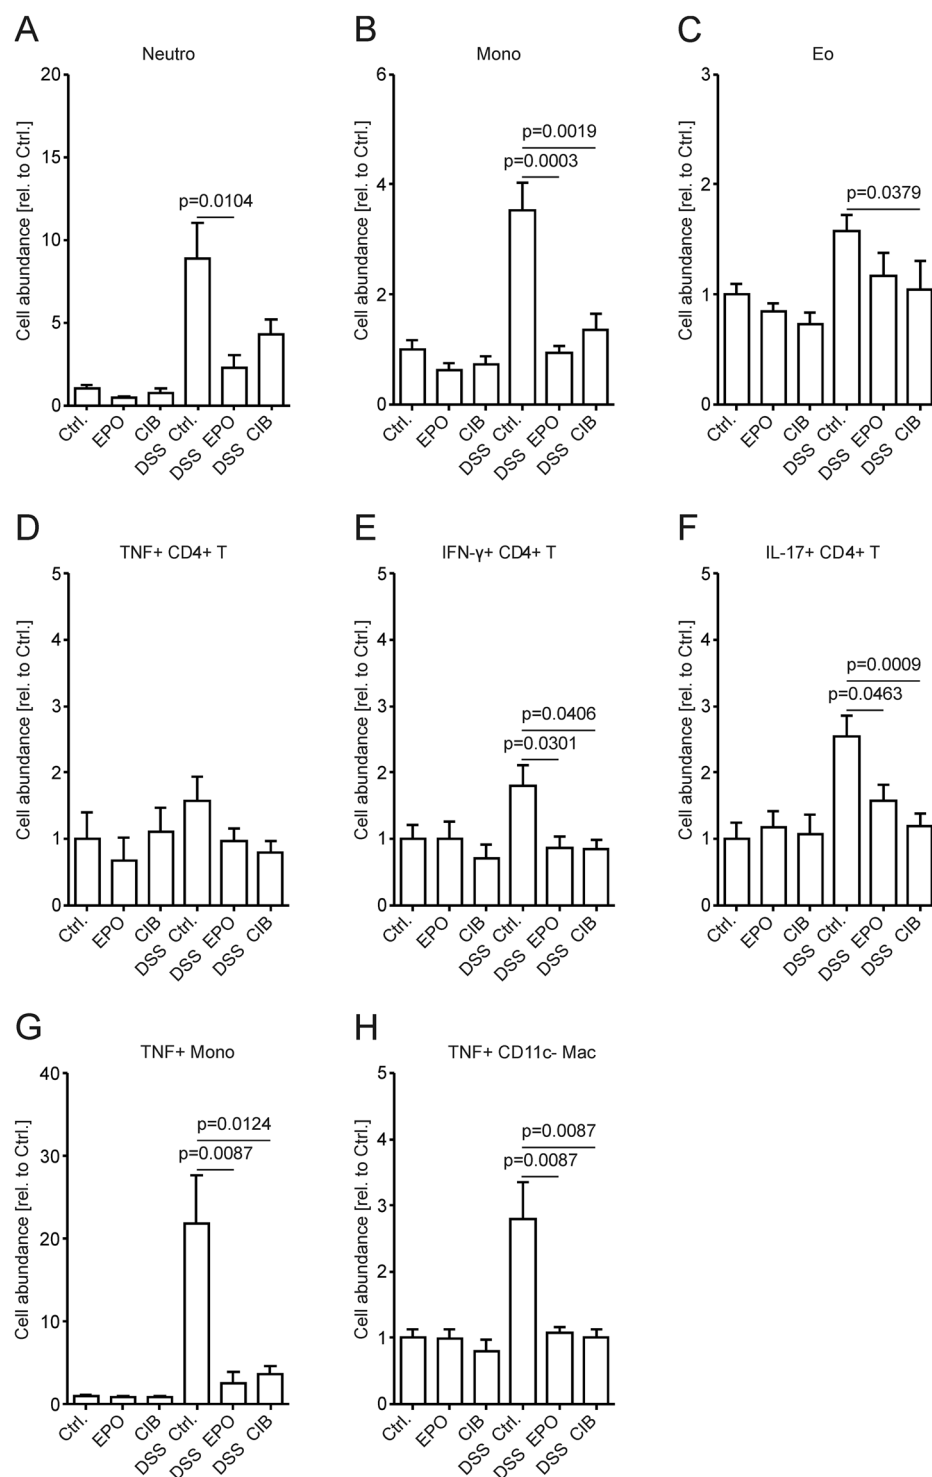 A
Neutro
Cell abundance [rel. to Ctrl.]
20
15
10
5
0
p=0.0104
Ctrl.
EPO
CIB
DSS Ctrl.
DSS EPO
DSS CIB
B
Mono
Cell abundance [rel. to Ctrl.]
6
4
2
0
p=0.0019
p=0.0003
Ctrl.
EPO
CIB
DSS Ctrl.
DSS EPO
DSS CIB
C
Eo
Cell abundance [rel. to Ctrl.]
3
2
1
0
p=0.0379
Ctrl.
EPO
CIB
DSS Ctrl.
DSS EPO
DSS CIB
D
TNF+ CD4+ T
Cell abundance [rel. to Ctrl.]
5
4
3
2
1
0
Ctrl.
EPO
CIB
DSS Ctrl.
DSS EPO
DSS CIB
E
IFN-γ+ CD4+ T
Cell abundance [rel. to Ctrl.]
5
4
3
2
1
0
p=0.0406
p=0.0301
Ctrl.
EPO
CIB
DSS Ctrl.
DSS EPO
DSS CIB
F
IL-17+ CD4+ T
Cell abundance [rel. to Ctrl.]
5
4
3
2
1
0
p=0.0009
p=0.0463
Ctrl.
EPO
CIB
DSS Ctrl.
DSS EPO
DSS CIB
G
TNF+ Mono
Cell abundance [rel. to Ctrl.]
40
30
20
10
0
p=0.0124
p=0.0087
Ctrl.
EPO
CIB
DSS Ctrl.
DSS EPO
DSS CIB
H
TNF+ CD11c- Mac
Cell abundance [rel. to Ctrl.]
5
4
3
2
1
0
p=0.0087
p=0.0087
Ctrl.
EPO
CIB
DSS Ctrl.
DSS EPO
DSS CIB